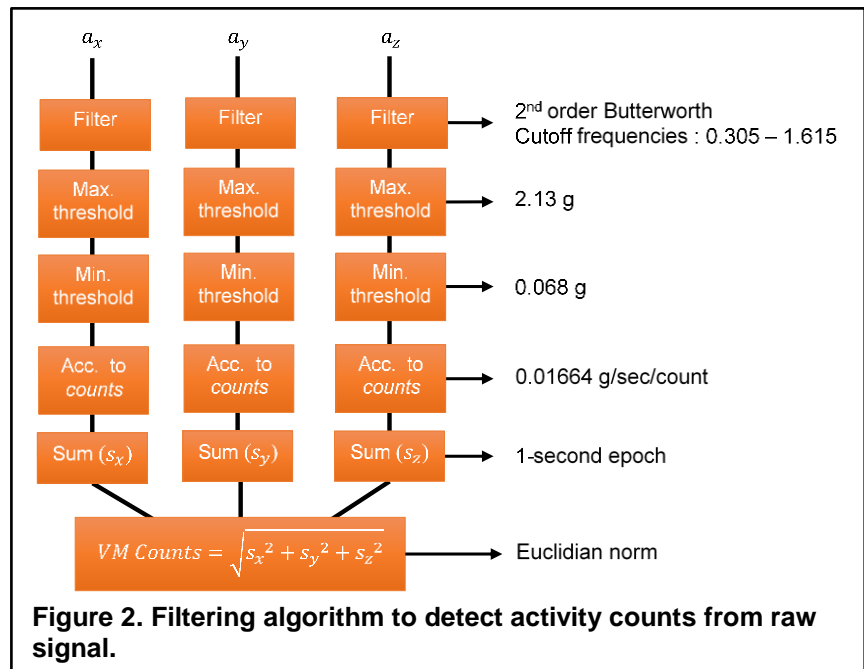 aₓ a_y a_z
Filter Filter Filter
2ⁿᵈ order Butterworth
Cutoff frequencies : 0.305 – 1.615
Max. threshold Max. threshold Max. threshold
2.13 g
Min. threshold Min. threshold Min. threshold
0.068 g
Acc. to counts Acc. to counts Acc. to counts
0.01664 g/sec/count
Sum (sₓ) Sum (s_y) Sum (s_z)
1-second epoch
VM Counts = √(sₓ² + s_y² + s_z²)
Euclidian norm
Figure 2. Filtering algorithm to detect activity counts from raw
signal.